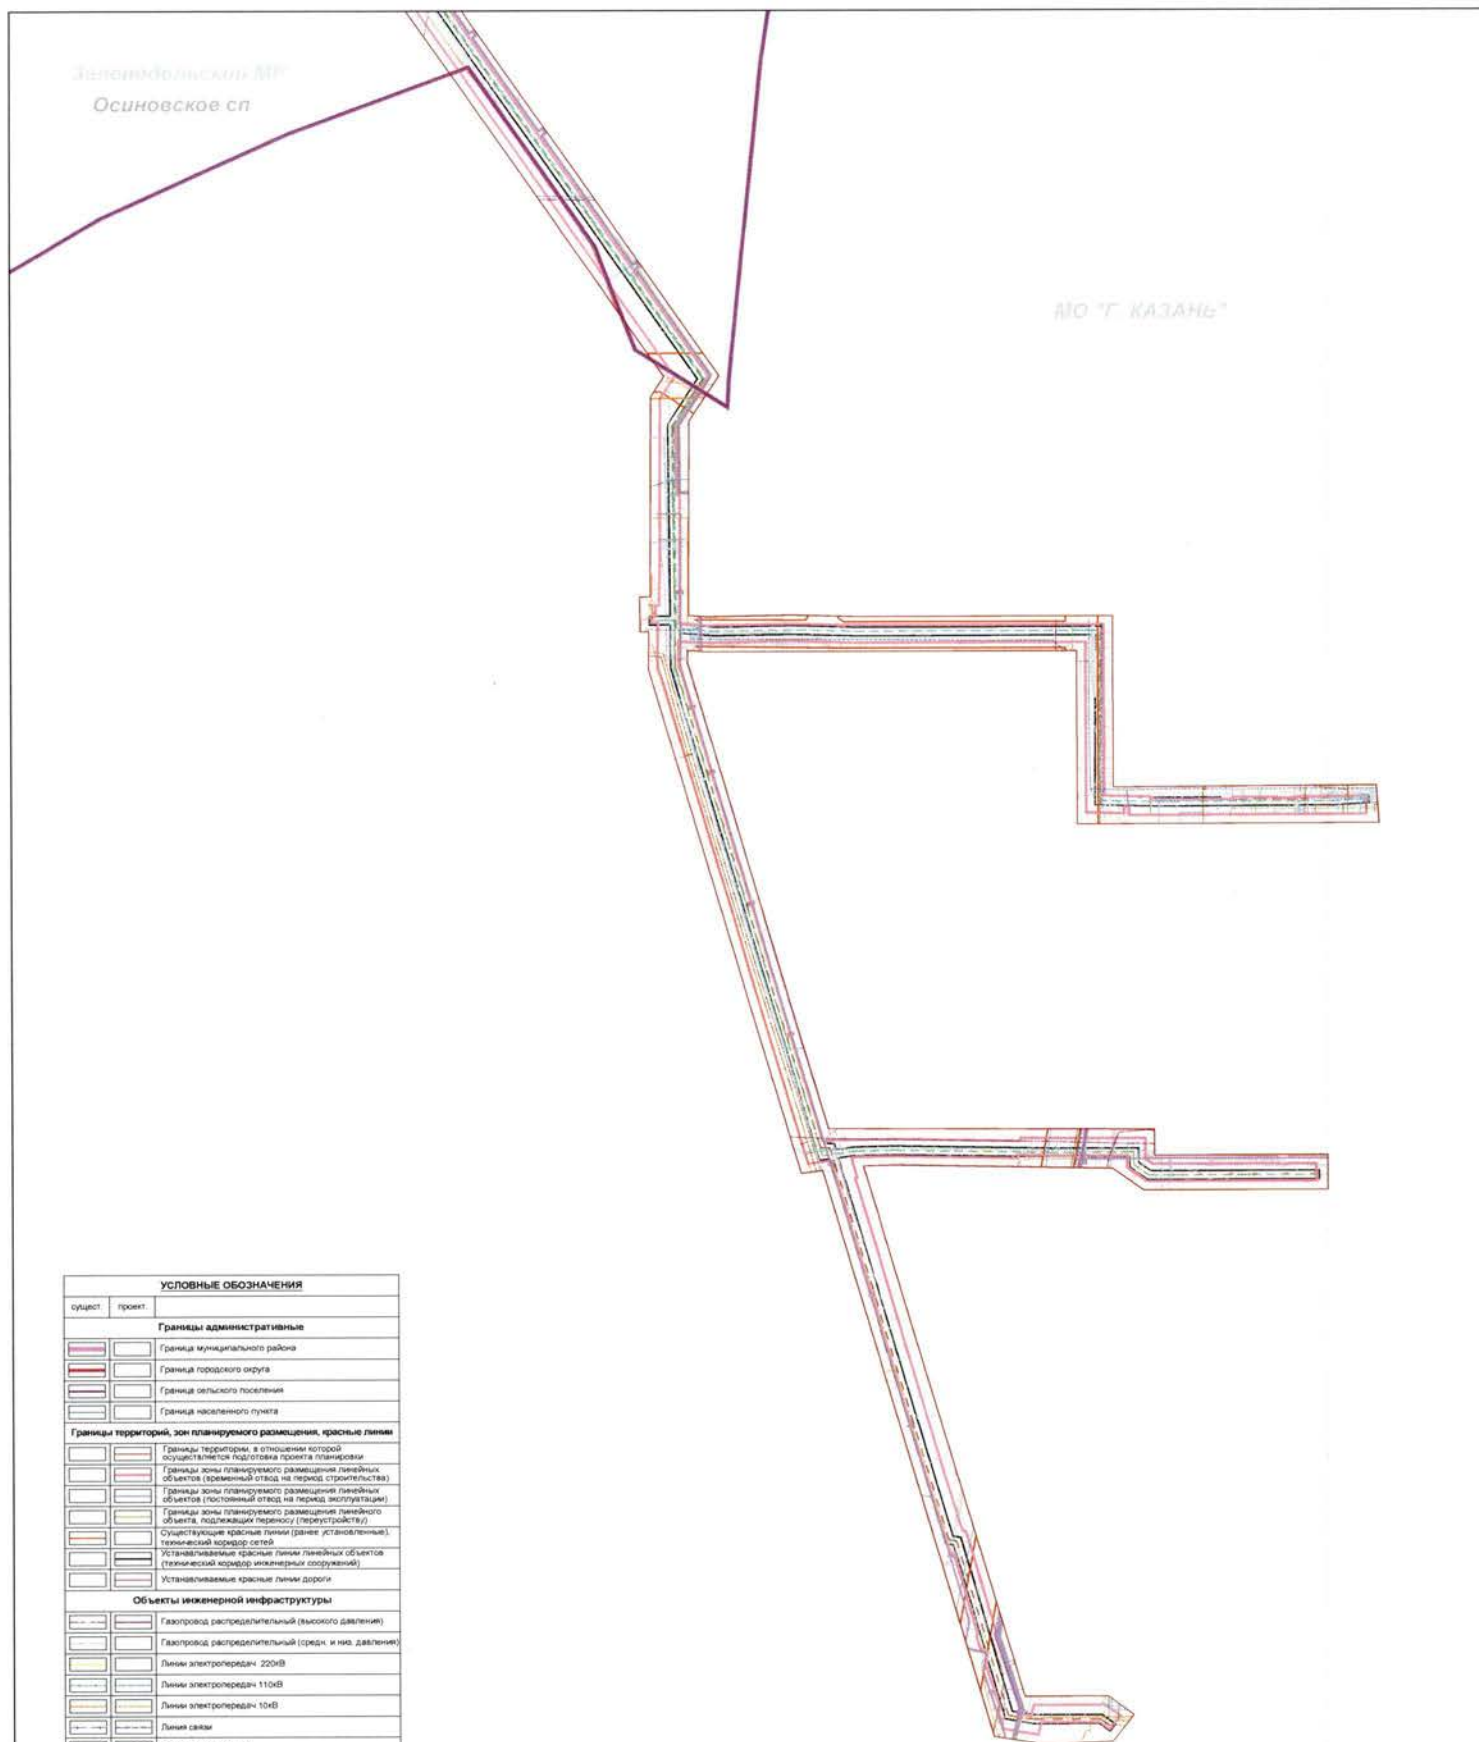 Зеленодольский МР
Осиновское сп
МО "Г. КАЗАНЬ"
УСЛОВНЫЕ ОБОЗНАЧЕНИЯ
сущест. проект.
Границы административные
Граница муниципального района
Граница городского округа
Граница сельского поселения
Граница населенного пункта
Границы территорий, зон планируемого размещения, красные линии
Границы территории, в отношении которой
осуществляется подготовка проекта планировки
Границы зоны планируемого размещения линейных
объектов (временный отвод на период строительства)
Границы зоны планируемого размещения линейных
объектов (постоянный отвод на период эксплуатации)
Границы зоны планируемого размещения линейного
объекта, подлежащих переносу (переустройству)
Существующие красные линии (ранее установленные),
технический коридор сетей
Устанавливаемые красные линии линейных объектов
(технический коридор инженерных сооружений)
Устанавливаемые красные линии дороги
Объекты инженерной инфраструктуры
Газопровод распределительный (высокого давления)
Газопровод распределительный (средн. и низ. давления)
Линии электропередач 220кВ
Линии электропередач 110кВ
Линии электропередач 10кВ
Линия связи